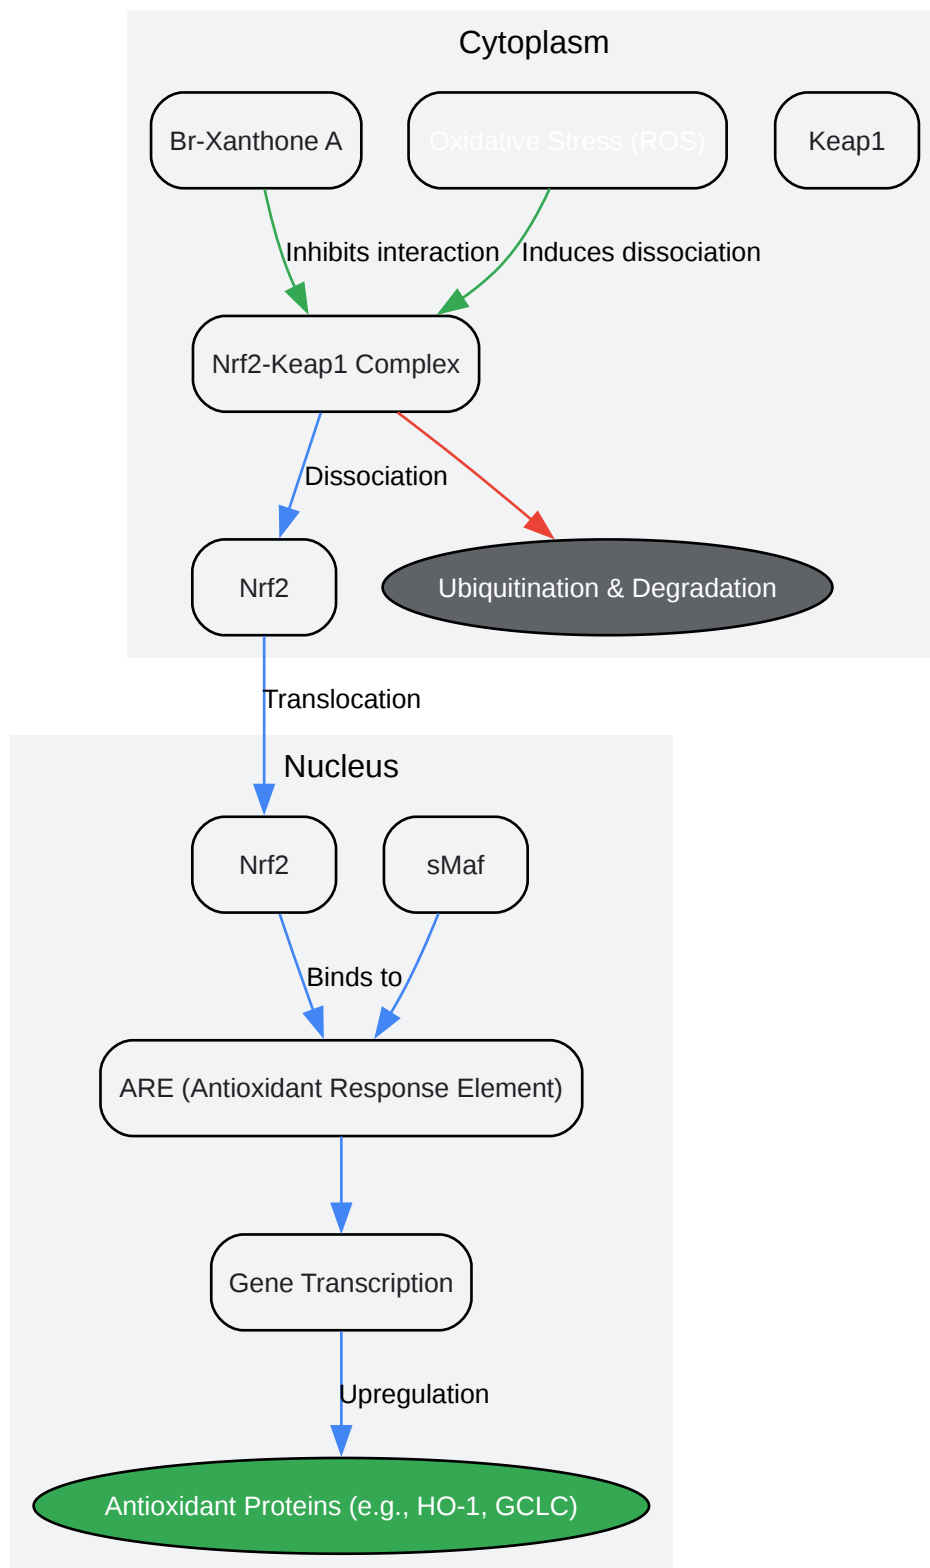 Cytoplasm
Br-Xanthone A
Oxidative Stress (ROS)
Keap1
Inhibits interaction
Induces dissociation
Nrf2-Keap1 Complex
Dissociation
Nrf2
Ubiquitination & Degradation
Translocation
Nucleus
Nrf2
sMaf
Binds to
ARE (Antioxidant Response Element)
Gene Transcription
Upregulation
Antioxidant Proteins (e.g., HO-1, GCLC)